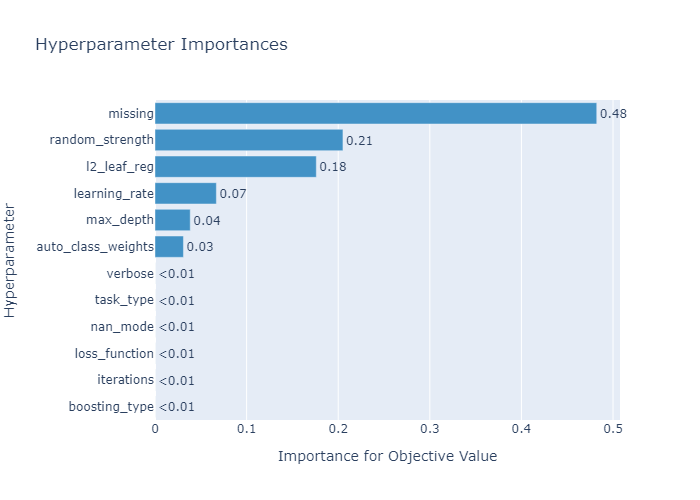 Hyperparameter Importances
Hyperparameter
missing 0.48
random_strength 0.21
l2_leaf_reg 0.18
learning_rate 0.07
max_depth 0.04
auto_class_weights 0.03
verbose <0.01
task_type <0.01
nan_mode <0.01
loss_function <0.01
iterations <0.01
boosting_type <0.01
0 0.1 0.2 0.3 0.4 0.5
Importance for Objective Value